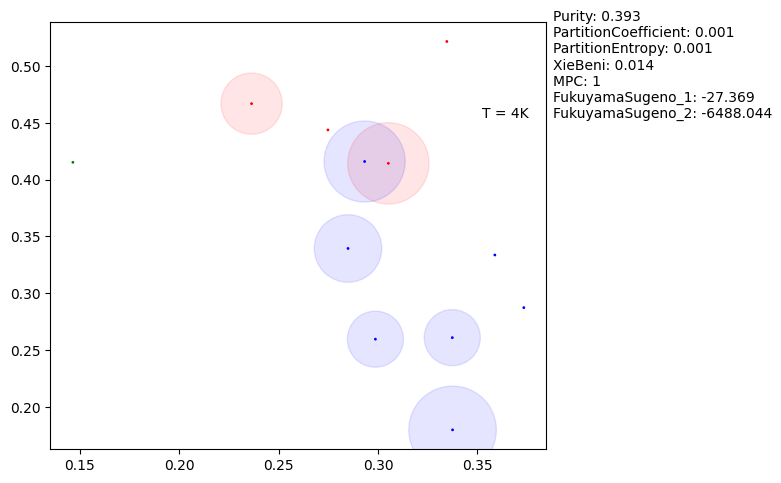 Purity: 0.393
PartitionCoefficient: 0.001
PartitionEntropy: 0.001
XieBeni: 0.014
MPC: 1
FukuyamaSugeno_1: -27.369
FukuyamaSugeno_2: -6488.044
T = 4K
0.50
0.45
0.40
0.35
0.30
0.25
0.20
0.15 0.20 0.25 0.30 0.35